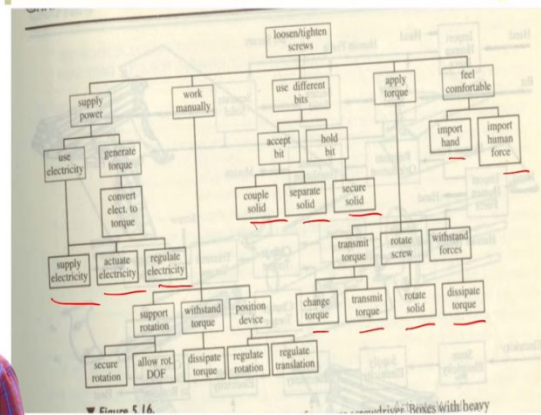 loosen/tighten
screws
supply
power
work
manually
use different
bits
apply
torque
feel
comfortable
use
electricity
generate
torque
accept
bit
hold
bit
import
hand
import
human
force
convert
elect. to
torque
couple
solid
separate
solid
secure
solid
supply
electricity
actuate
electricity
regulate
electricity
transmit
torque
rotate
screw
withstand
forces
support
rotation
withstand
torque
position
device
change
torque
transmit
torque
rotate
solid
dissipate
torque
secure
rotation
allow rot.
DOF
dissipate
torque
regulate
rotation
regulate
translation
▼ Figure 5.16.
screwdriver. Boxes with heavy